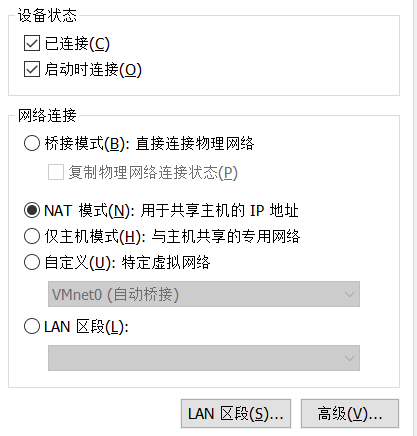 设备状态
已连接(C)
启动时连接(O)
网络连接
桥接模式(B): 直接连接物理网络
复制物理网络连接状态(P)
NAT 模式(N): 用于共享主机的 IP 地址
仅主机模式(H): 与主机共享的专用网络
自定义(U): 特定虚拟网络
VMnet0 (自动桥接)
LAN 区段(L):
LAN 区段(S)... 高级(V)...